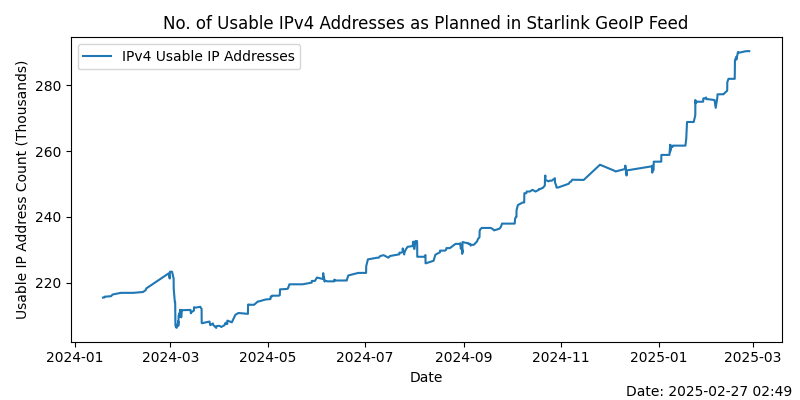 No. of Usable IPv4 Addresses as Planned in Starlink GeoIP Feed
IPv4 Usable IP Addresses
Usable IP Address Count (Thousands)
280
260
240
220
2024-01 2024-03 2024-05 2024-07 2024-09 2024-11 2025-01 2025-03
Date
Date: 2025-02-27 02:49